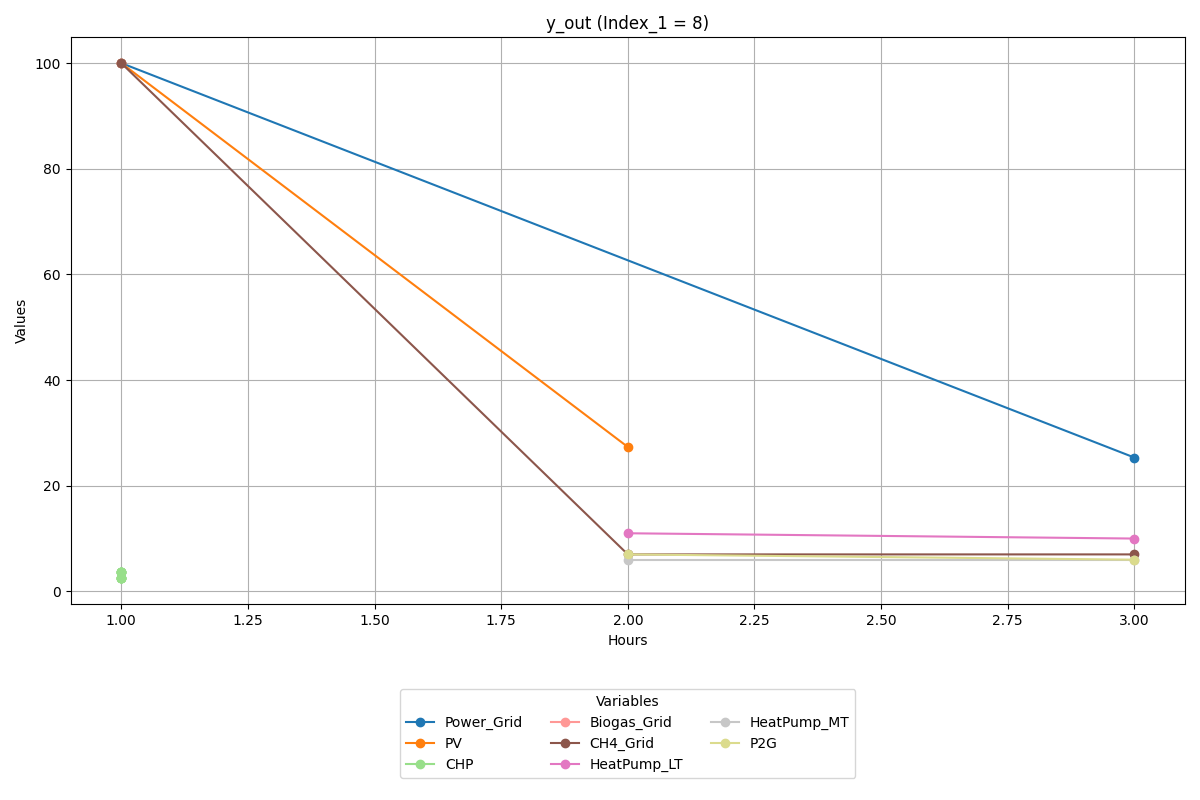 y_out (Index_1 = 8)
100
80
60
40
20
0
Values
1.00 1.25 1.50 1.75 2.00 2.25 2.50 2.75 3.00
Hours
Variables
Power_Grid Biogas_Grid HeatPump_MT
PV CH4_Grid P2G
CHP HeatPump_LT